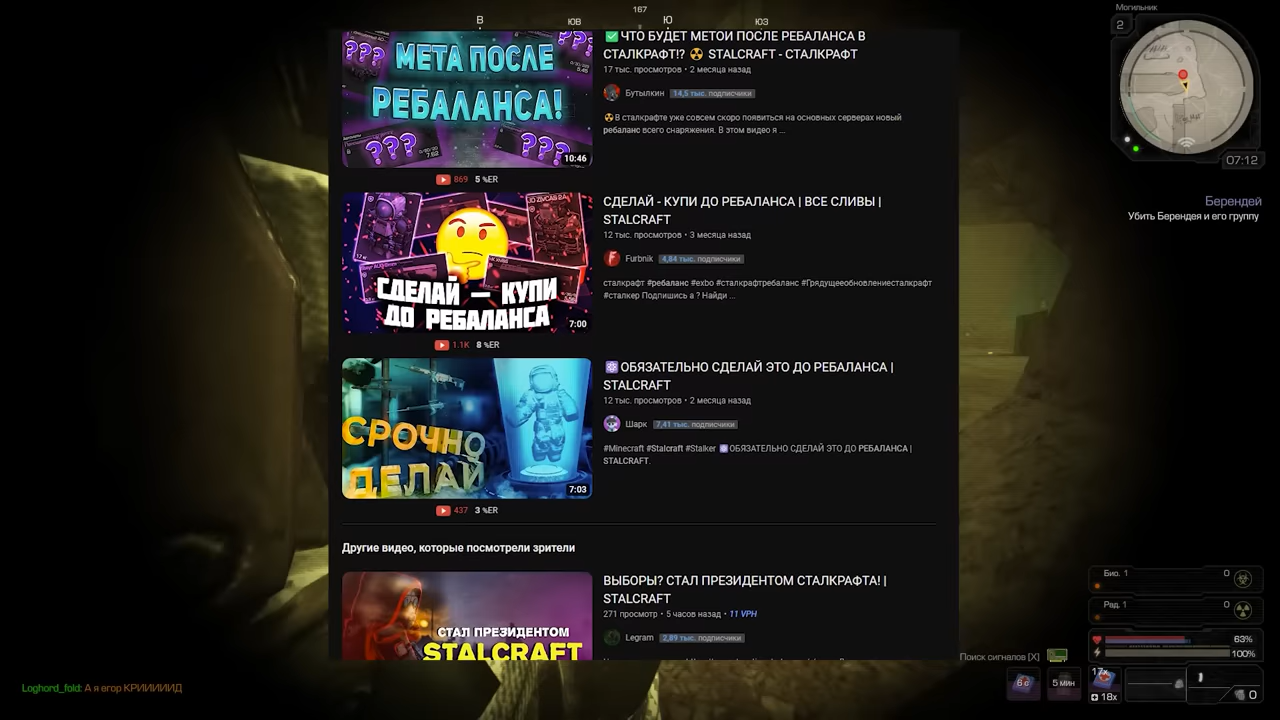 167
В
ЮВ
Ю
ЮЗ
Могильник
2
07:12
Берендей
Убить Берендея и его группу
МЕТА ПОСЛЕ
РЕБАЛАНСА!
???
???
???
???
10:46
✅ЧТО БУДЕТ МЕТОЙ ПОСЛЕ РЕБАЛАНСА В
СТАЛКРАФТ!? ☢️ STALCRAFT - СТАЛКРАФТ
17 тыс. просмотров • 2 месяца назад
Бутылкин 14,5 тыс. подписчики
☢️В сталкрафте уже совсем скоро появиться на основных серверах новый
ребаланс всего снаряжения. В этом видео я ...
869 5 %ER
СДЕЛАЙ — КУПИ
ДО РЕБАЛАНСА
7:00
СДЕЛАЙ - КУПИ ДО РЕБАЛАНСА | ВСЕ СЛИВЫ |
STALCRAFT
12 тыс. просмотров • 3 месяца назад
Furbnik 4,84 тыс. подписчики
сталкрафт #ребаланс #exbo #сталкрафтребаланс #Грядущееобновлениесталкрафт
#сталкер Подпишись а ? Найди ...
1.1K 8 %ER
СРОЧНО
ДЕЛАЙ
7:03
⚛️ОБЯЗАТЕЛЬНО СДЕЛАЙ ЭТО ДО РЕБАЛАНСА |
STALCRAFT
12 тыс. просмотров • 2 месяца назад
Шарк 7,41 тыс. подписчики
#Minecraft #Stalcraft #Stalker ⚛️ОБЯЗАТЕЛЬНО СДЕЛАЙ ЭТО ДО РЕБАЛАНСА |
STALCRAFT.
437 3 %ER
Другие видео, которые посмотрели зрители
СТАЛ ПРЕЗИДЕНТОМ
STALCRAFT
ВЫБОРЫ? СТАЛ ПРЕЗИДЕНТОМ СТАЛКРАФТА! |
STALCRAFT
271 просмотр • 5 часов назад • 11 VPH
Legram 2,89 тыс. подписчики
Био. 1 0
Рад. 1 0
63%
100%
Поиск сигналов [X]
6 с
5 мин
17x
18x
0
Loghord_fold: А я егор КРИИИИИД